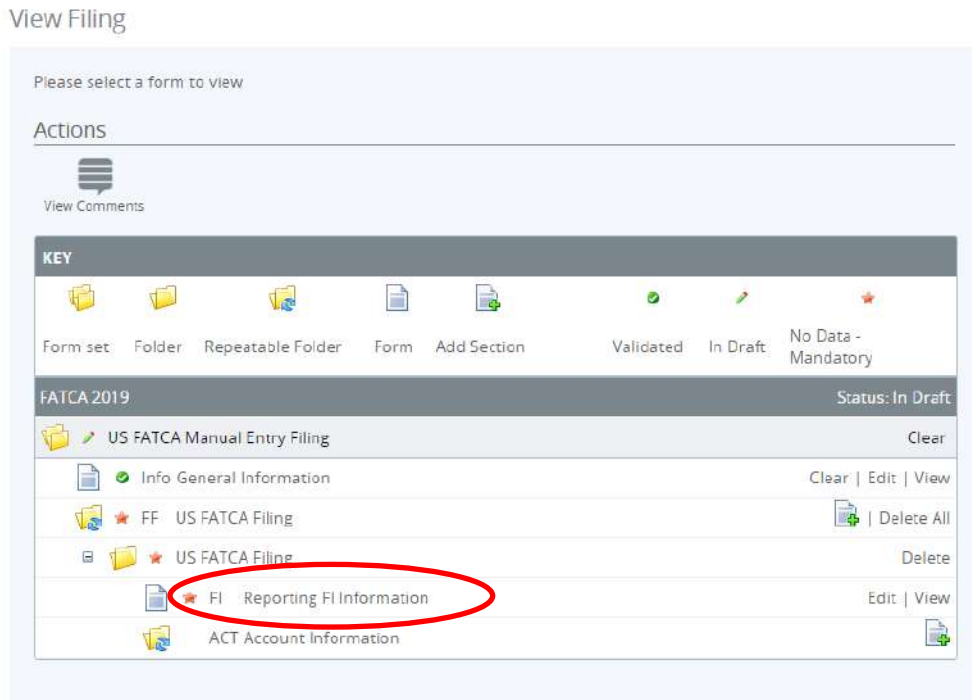 View Filing
Please select a form to view
Actions
View Comments
KEY
Form set Folder Repeatable Folder Form Add Section Validated In Draft No Data -
Mandatory
FATCA 2019 Status: In Draft
US FATCA Manual Entry Filing Clear
Info General Information Clear | Edit | View
FF US FATCA Filing | Delete All
US FATCA Filing Delete
FI Reporting FI Information Edit | View
ACT Account Information